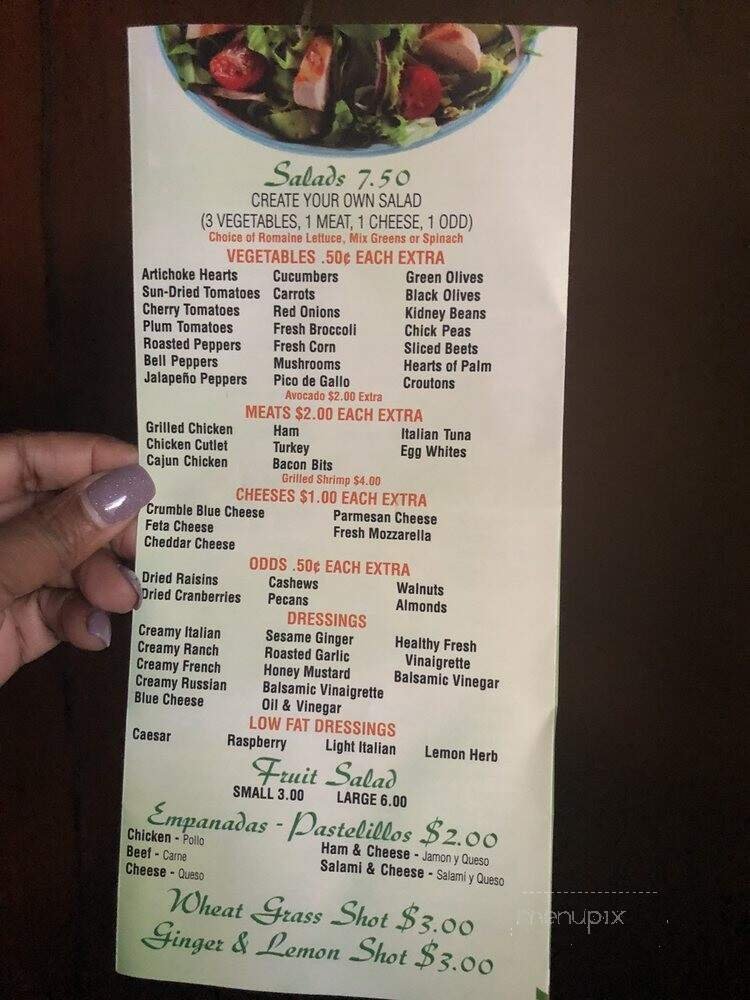 Salads 7.50
CREATE YOUR OWN SALAD
(3 VEGETABLES, 1 MEAT, 1 CHEESE, 1 ODD)
Choice of Romaine Lettuce, Mix Greens or Spinach
VEGETABLES .50¢ EACH EXTRA
Artichoke Hearts Cucumbers Green Olives
Sun-Dried Tomatoes Carrots Black Olives
Cherry Tomatoes Red Onions Kidney Beans
Plum Tomatoes Fresh Broccoli Chick Peas
Roasted Peppers Fresh Corn Sliced Beets
Bell Peppers Mushrooms Hearts of Palm
Jalapeño Peppers Pico de Gallo Croutons
Avocado $2.00 Extra
MEATS $2.00 EACH EXTRA
Grilled Chicken Ham Italian Tuna
Chicken Cutlet Turkey Egg Whites
Cajun Chicken Bacon Bits
Grilled Shrimp $4.00
CHEESES $1.00 EACH EXTRA
Crumble Blue Cheese Parmesan Cheese
Feta Cheese Fresh Mozzarella
Cheddar Cheese
ODDS .50¢ EACH EXTRA
Dried Raisins Cashews Walnuts
Dried Cranberries Pecans Almonds
DRESSINGS
Creamy Italian Sesame Ginger Healthy Fresh
Creamy Ranch Roasted Garlic Vinaigrette
Creamy French Honey Mustard Balsamic Vinegar
Creamy Russian Balsamic Vinaigrette
Blue Cheese Oil & Vinegar
LOW FAT DRESSINGS
Caesar Raspberry Light Italian Lemon Herb
Fruit Salad
SMALL 3.00 LARGE 6.00
Empanadas - Pastelillos $2.00
Chicken - Pollo Ham & Cheese - Jamon y Queso
Beef - Carne Salami & Cheese - Salami y Queso
Cheese - Queso
Wheat Grass Shot $3.00
Ginger & Lemon Shot $3.00
menupix